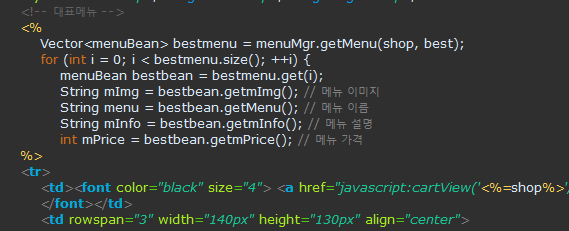 <!-- 대표메뉴 -->
<%
Vector<menuBean> bestmenu = menuMgr.getMenu(shop, best);
for (int i = 0; i < bestmenu.size(); ++i) {
menuBean bestbean = bestmenu.get(i);
String mImg = bestbean.getmImg(); // 메뉴 이미지
String menu = bestbean.getMenu(); // 메뉴 이름
String mInfo = bestbean.getmInfo(); // 메뉴 설명
int mPrice = bestbean.getmPrice(); // 메뉴 가격
%>
<tr>
<td><font color="black" size="4"> <a href="javascript:cartView('<%=shop%>'
</font></td>
<td rowspan="3" width="140px" height="130px" align="center">